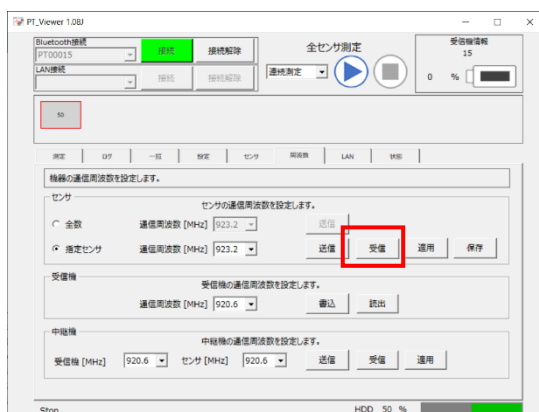 PT_Viewer 1.08J
Bluetooth接続
PT00015 接続 接続解除
LAN接続
接続 接続解除
全センサ測定
連続測定
受信機情報
15
0 %
50
測定 ログ 一括 設定 センサ 周波数 LAN 状態
機器の通信周波数を設定します。
センサ
センサの通信周波数を設定します。
全数 通信周波数 [MHz] 923.2 送信
指定センサ 通信周波数 [MHz] 923.2 送信 受信 適用 保存
受信機
受信機の通信周波数を設定します。
通信周波数 [MHz] 920.6 書込 読出
中継機
中継機の通信周波数を設定します。
受信機 [MHz] 920.6 センサ [MHz] 920.6 送信 受信 適用
Stop HDD 50 %